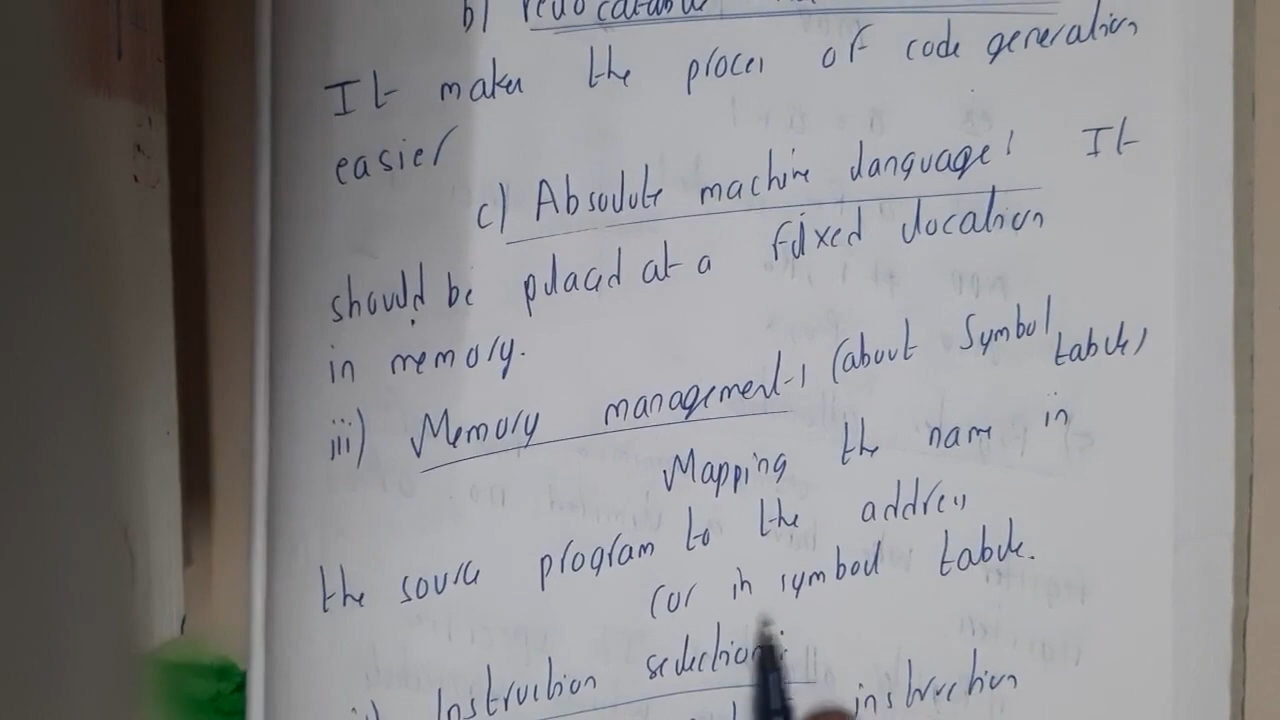 b) relocatable
It makes the process of code generation
easier
c) Absolute machine language: It
should be placed at a fixed location
in memory.
iii) Memory management: (about symbol table)
Mapping the name in
the source program to the address
(or in symbol table.
Instruction selection:
instruction